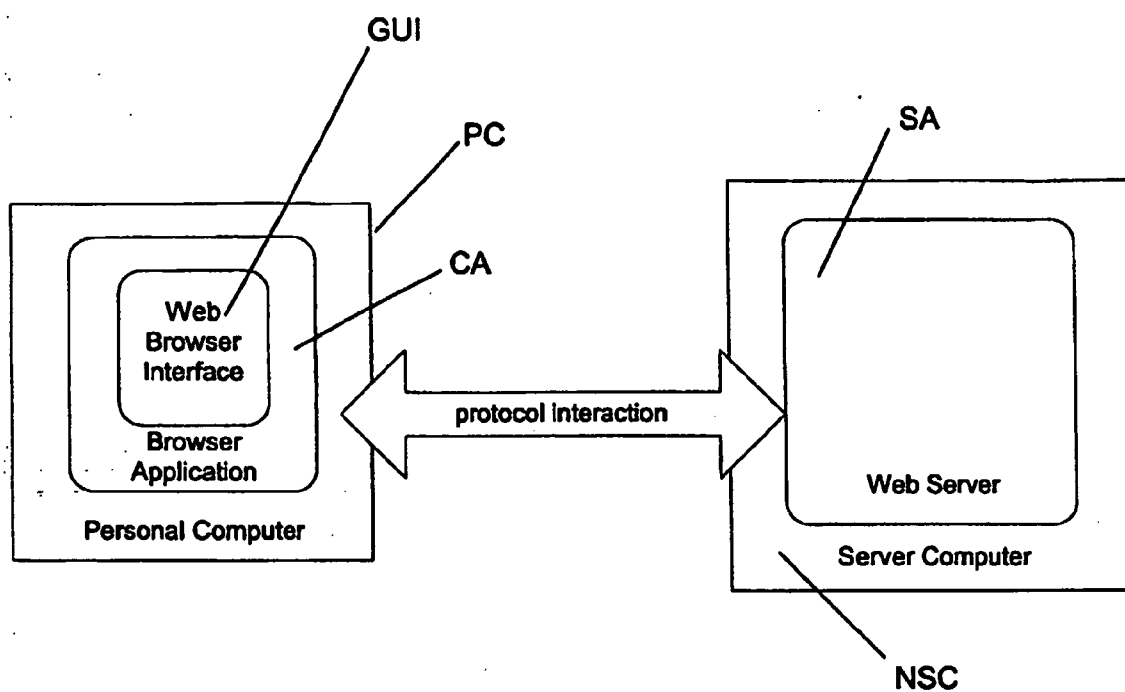 GUI
PC
SA
CA
Web
Browser
Interface
Browser
Application
Personal Computer
protocol interaction
Web Server
Server Computer
NSC